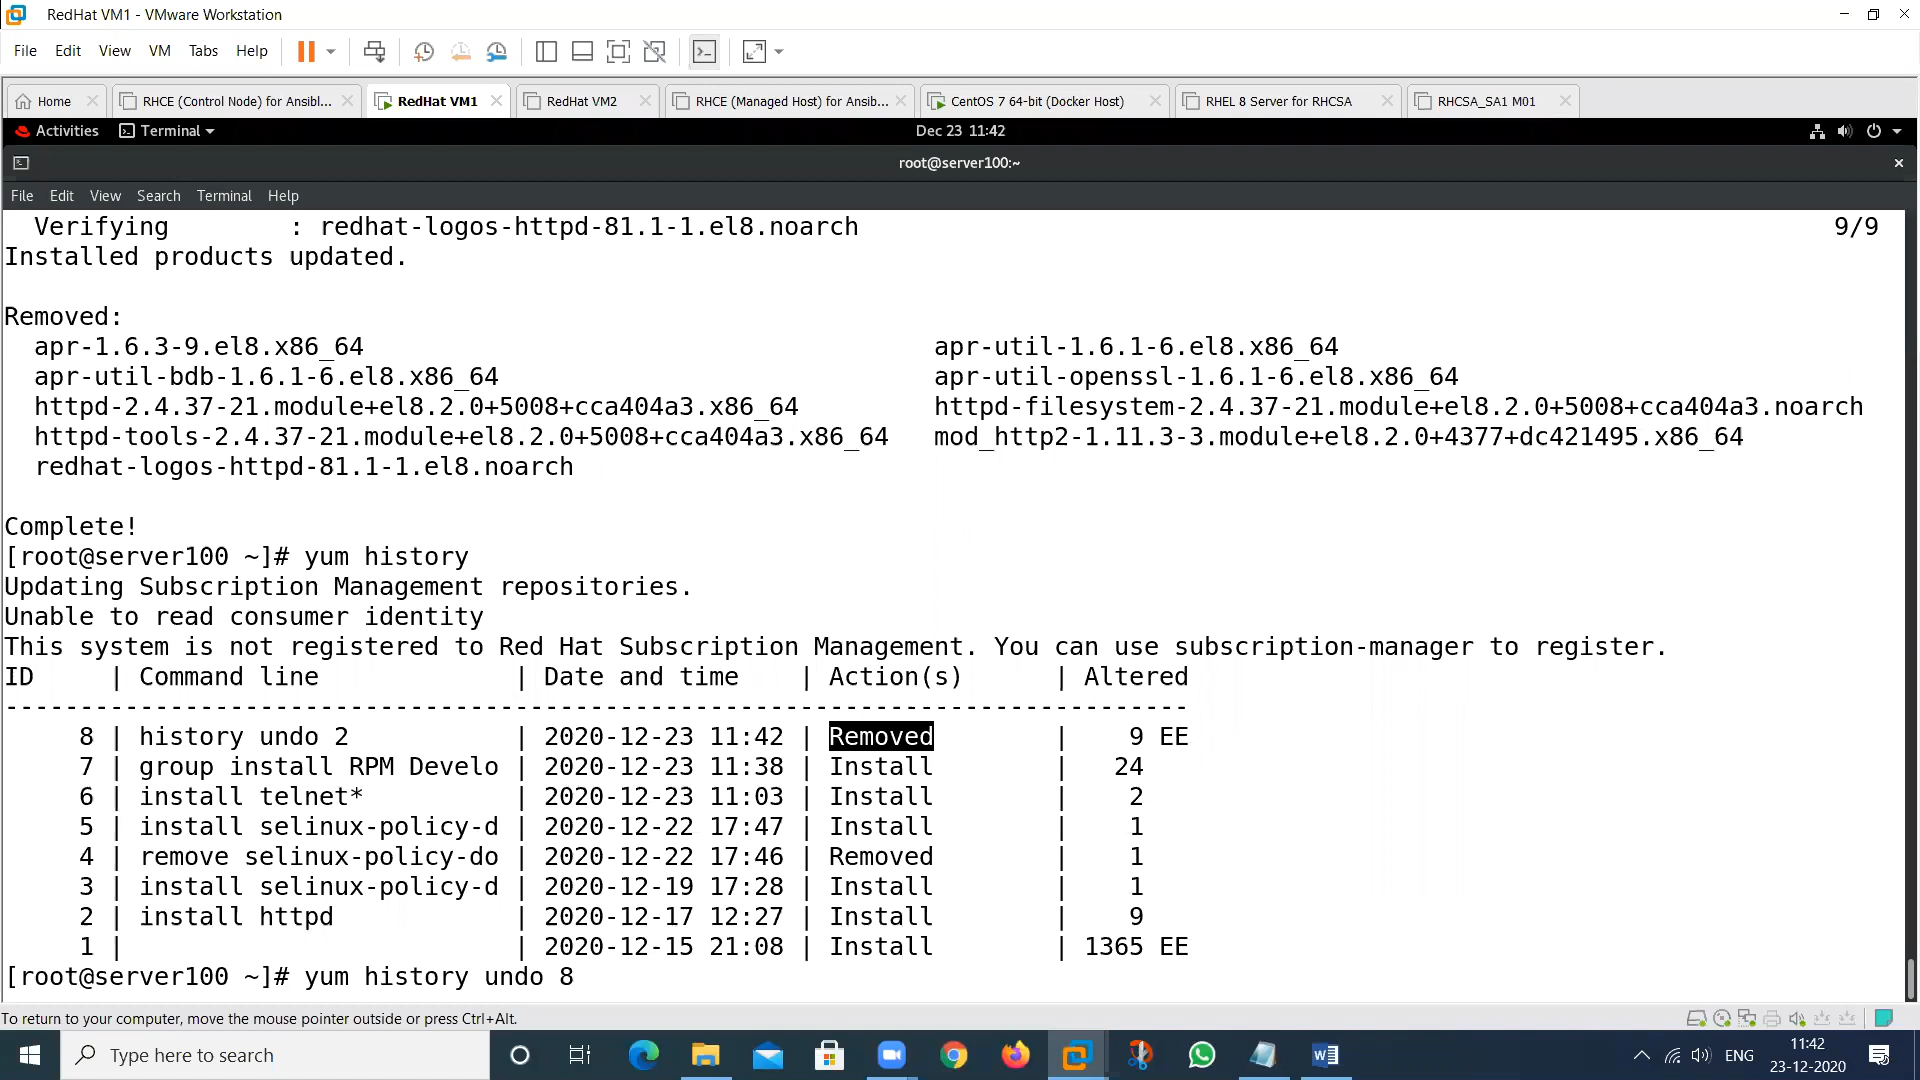 RedHat VM1 - VMware Workstation
File Edit View VM Tabs Help
Home RHCE (Control Node) for Ansibl... RedHat VM1 RedHat VM2 RHCE (Managed Host) for Ansib... CentOS 7 64-bit (Docker Host) RHEL 8 Server for RHCSA RHCSA_SA1 M01
Activities Terminal Dec 23 11:42
root@server100:~
File Edit View Search Terminal Help
Verifying : redhat-logos-httpd-81.1-1.el8.noarch 9/9
Installed products updated.
Removed:
apr-1.6.3-9.el8.x86_64 apr-util-1.6.1-6.el8.x86_64
apr-util-bdb-1.6.1-6.el8.x86_64 apr-util-openssl-1.6.1-6.el8.x86_64
httpd-2.4.37-21.module+el8.2.0+5008+cca404a3.x86_64 httpd-filesystem-2.4.37-21.module+el8.2.0+5008+cca404a3.noarch
httpd-tools-2.4.37-21.module+el8.2.0+5008+cca404a3.x86_64 mod_http2-1.11.3-3.module+el8.2.0+4377+dc421495.x86_64
redhat-logos-httpd-81.1-1.el8.noarch
Complete!
[root@server100 ~]# yum history
Updating Subscription Management repositories.
Unable to read consumer identity
This system is not registered to Red Hat Subscription Management. You can use subscription-manager to register.
ID | Command line | Date and time | Action(s) | Altered
-------------------------------------------------------------------------------
8 | history undo 2 | 2020-12-23 11:42 | Removed | 9 EE
7 | group install RPM Develo | 2020-12-23 11:38 | Install | 24
6 | install telnet* | 2020-12-23 11:03 | Install | 2
5 | install selinux-policy-d | 2020-12-22 17:47 | Install | 1
4 | remove selinux-policy-do | 2020-12-22 17:46 | Removed | 1
3 | install selinux-policy-d | 2020-12-19 17:28 | Install | 1
2 | install httpd | 2020-12-17 12:27 | Install | 9
1 | | 2020-12-15 21:08 | Install | 1365 EE
[root@server100 ~]# yum history undo 8
To return to your computer, move the mouse pointer outside or press Ctrl+Alt.
Type here to search ENG 11:42
23-12-2020